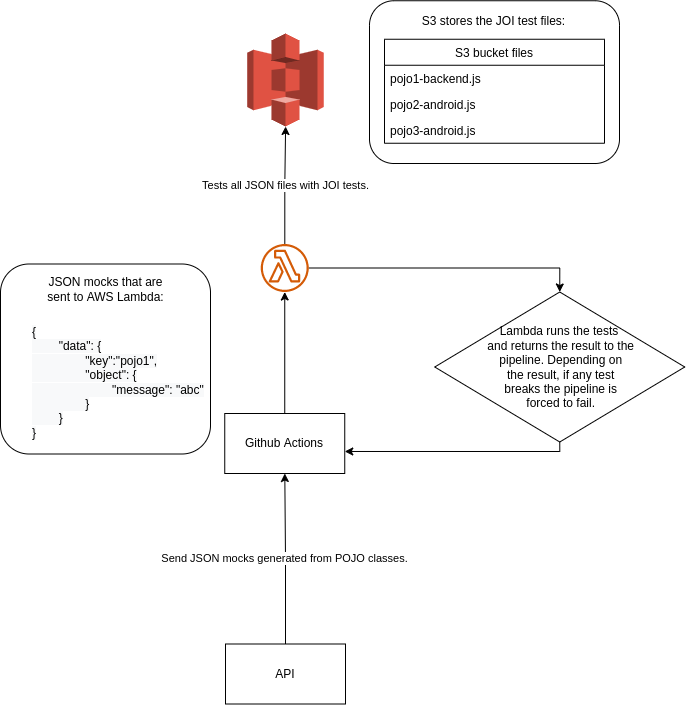 S3 stores the JOI test files:
S3 bucket files
pojo1-backend.js
pojo2-android.js
pojo3-android.js
Tests all JSON files with JOI tests.
JSON mocks that are
sent to AWS Lambda:
{
"data": {
"key":"pojo1",
"object": {
"message": "abc"
}
}
}
Lambda runs the tests
and returns the result to the
pipeline. Depending on
the result, if any test
breaks the pipeline is
forced to fail.
Github Actions
Send JSON mocks generated from POJO classes.
API